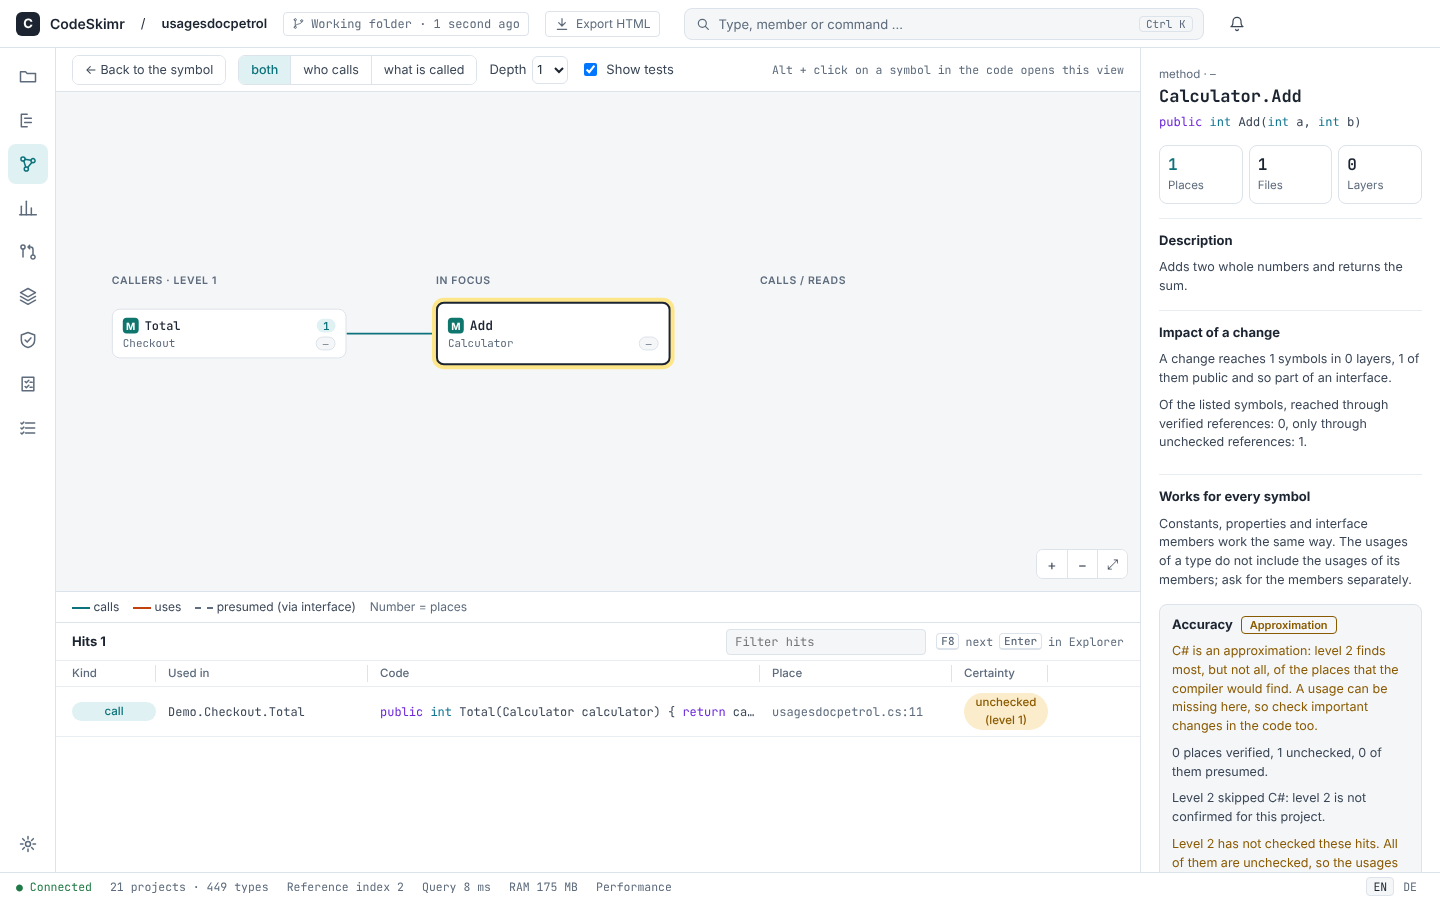 C CodeSkimr / usagesdocpetrol Working folder · 1 second ago Export HTML Type, member or command ... Ctrl K
← Back to the symbol both who calls what is called Depth 1 Show tests Alt + click on a symbol in the code opens this view
CALLERS · LEVEL 1 IN FOCUS CALLS / READS
M Total 1
Checkout –
M Add
Calculator –
+ −
calls uses presumed (via interface) Number = places
Hits 1 Filter hits F8 next Enter in Explorer
Kind Used in Code Place Certainty
call Demo.Checkout.Total public int Total(Calculator calculator) { return ca… usagesdocpetrol.cs:11 unchecked
(level 1)
method · –
Calculator.Add
public int Add(int a, int b)
1 1 0
Places Files Layers
Description
Adds two whole numbers and returns the
sum.
Impact of a change
A change reaches 1 symbols in 0 layers, 1 of
them public and so part of an interface.
Of the listed symbols, reached through
verified references: 0, only through
unchecked references: 1.
Works for every symbol
Constants, properties and interface
members work the same way. The usages
of a type do not include the usages of its
members; ask for the members separately.
Accuracy Approximation
C# is an approximation: level 2 finds
most, but not all, of the places that the
compiler would find. A usage can be
missing here, so check important
changes in the code too.
0 places verified, 1 unchecked, 0 of
them presumed.
Level 2 skipped C#: level 2 is not
confirmed for this project.
Level 2 has not checked these hits. All
of them are unchecked, so the usages
Connected 21 projects · 449 types Reference index 2 Query 8 ms RAM 175 MB Performance EN DE